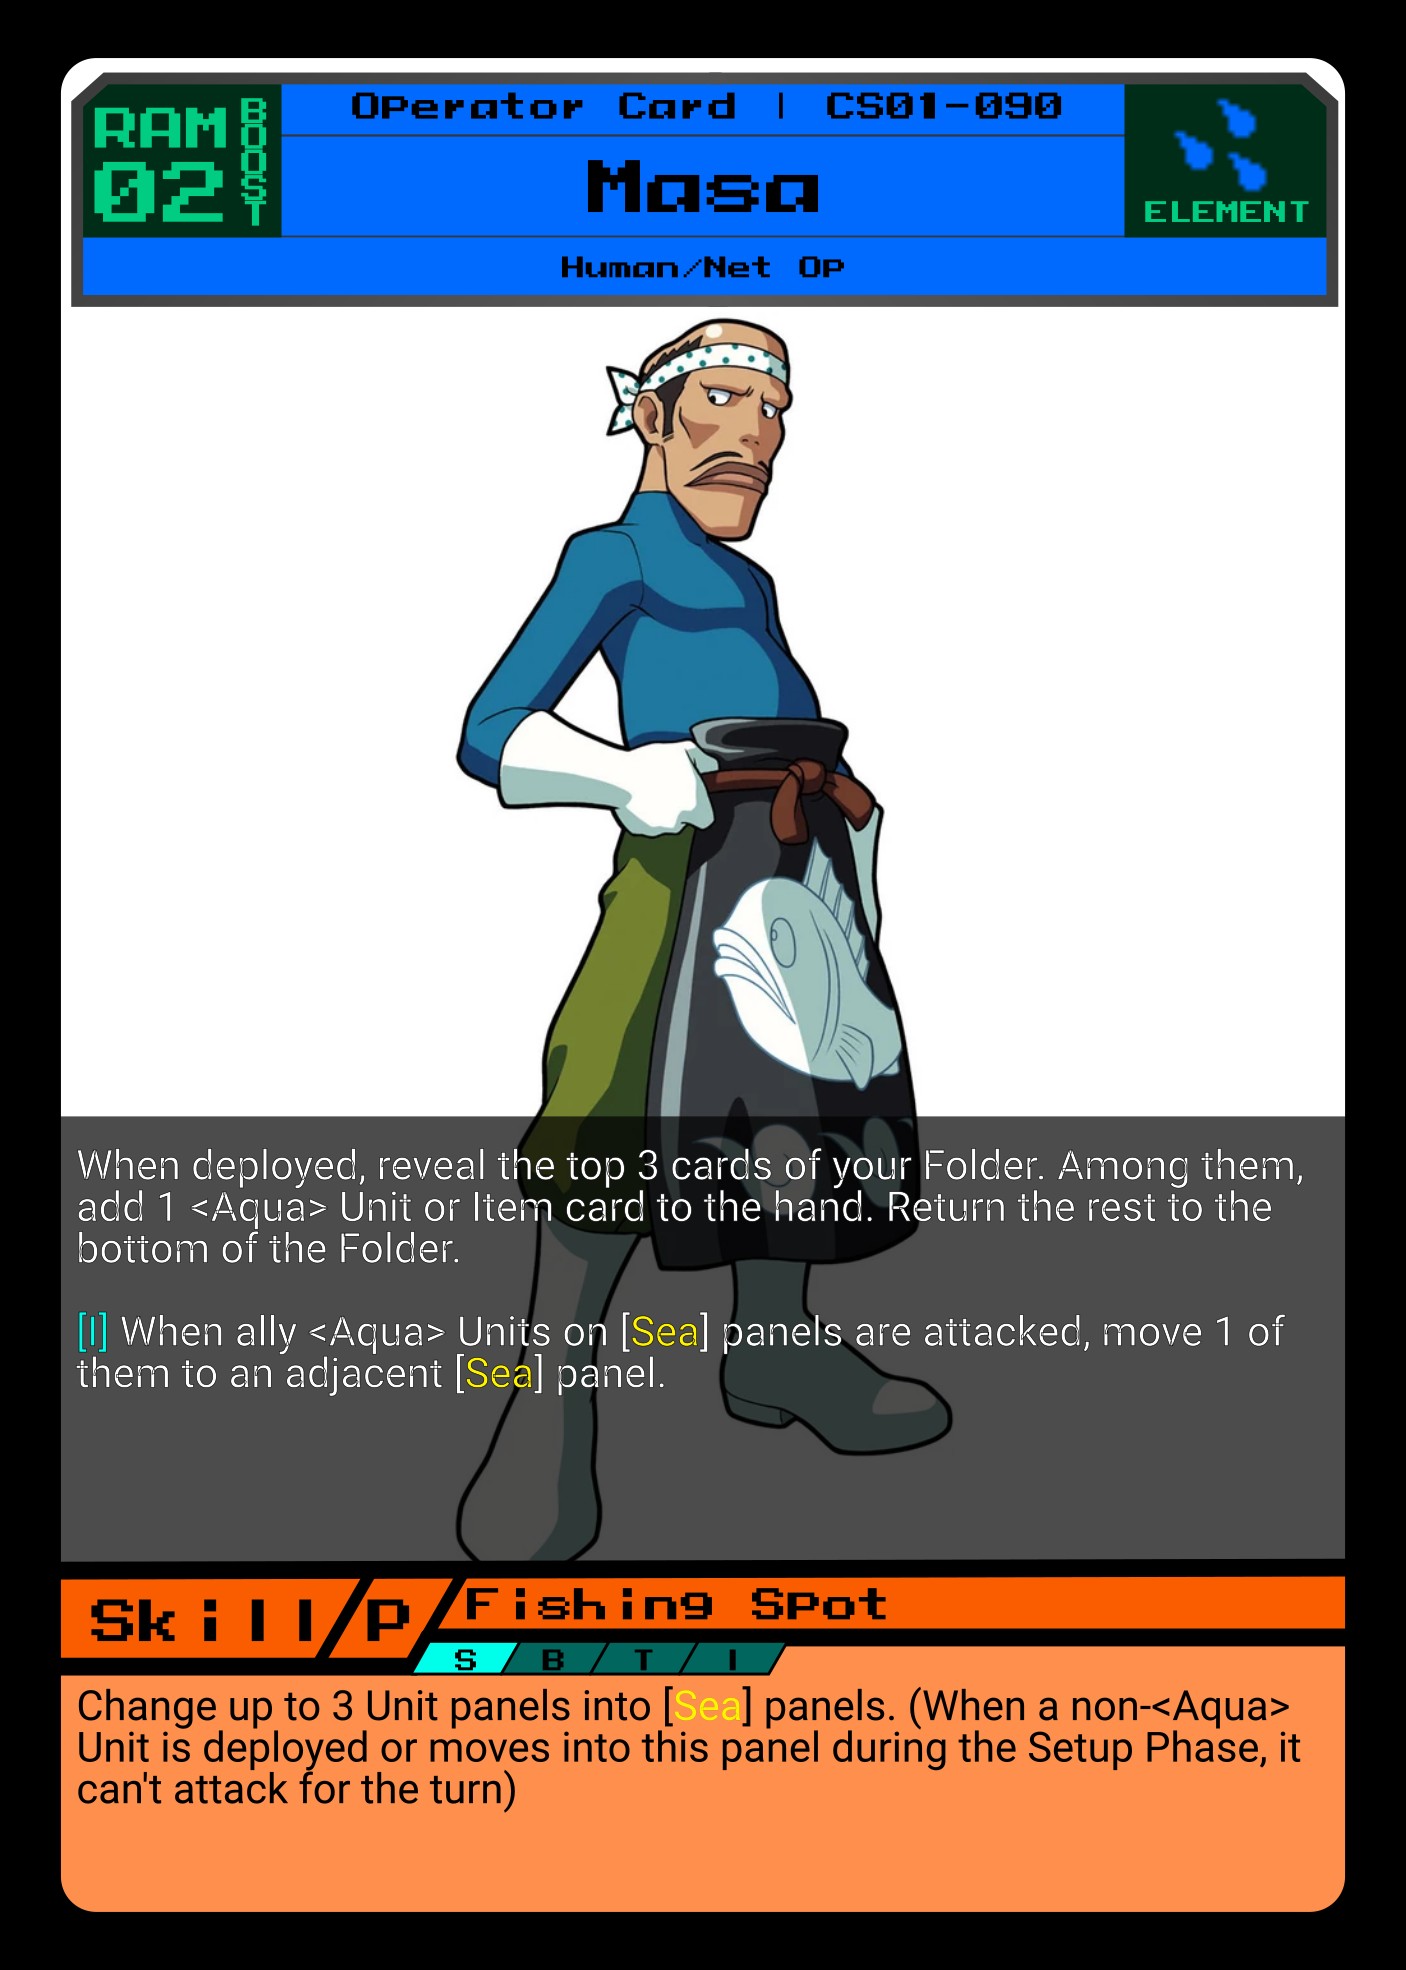 RAM
02
BOOST
Operator Card | CS01-090
Masa
Human/Net Op
ELEMENT
When deployed, reveal the top 3 cards of your Folder. Among them,
add 1 <Aqua> Unit or Item card to the hand. Return the rest to the
bottom of the Folder.
[I] When ally <Aqua> Units on [Sea] panels are attacked, move 1 of
them to an adjacent [Sea] panel.
Skill/P Fishing Spot
S B T I
Change up to 3 Unit panels into [Sea] panels. (When a non-<Aqua>
Unit is deployed or moves into this panel during the Setup Phase, it
can't attack for the turn)